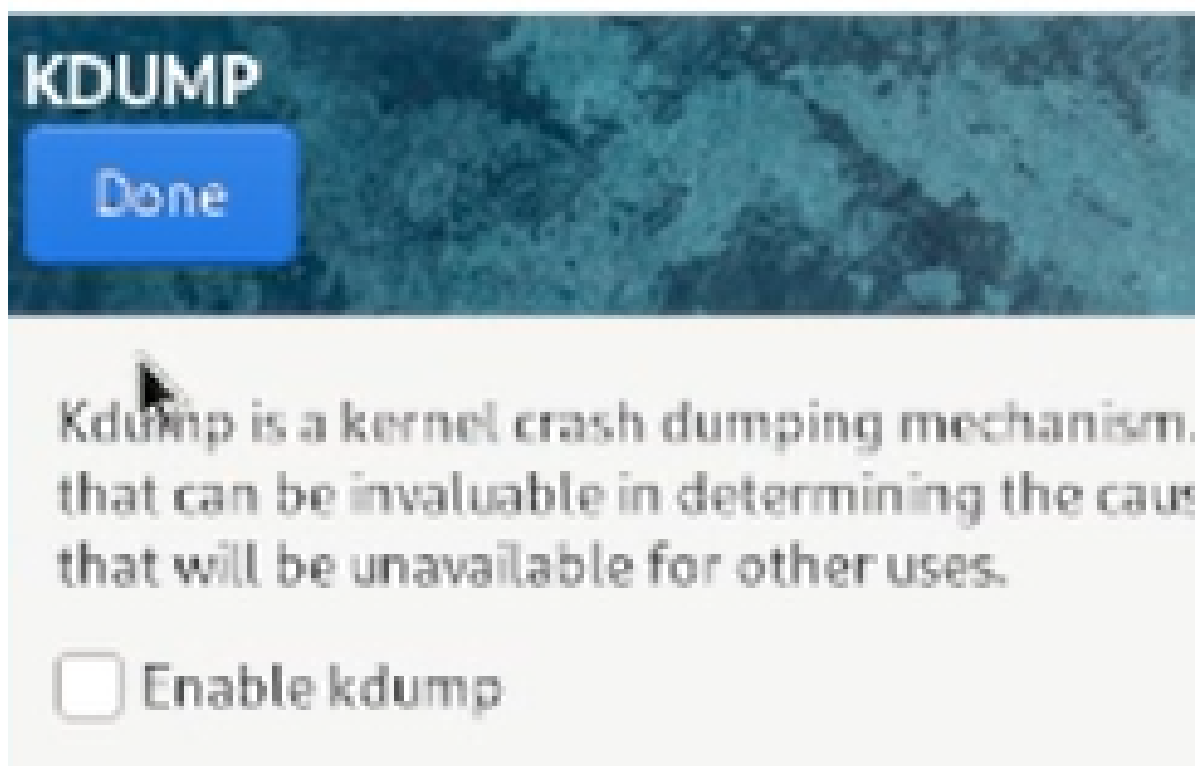 KDUMP
Done
Kdump is a kernel crash dumping mechanism.
that can be invaluable in determining the caus
that will be unavailable for other uses.
Enable kdump